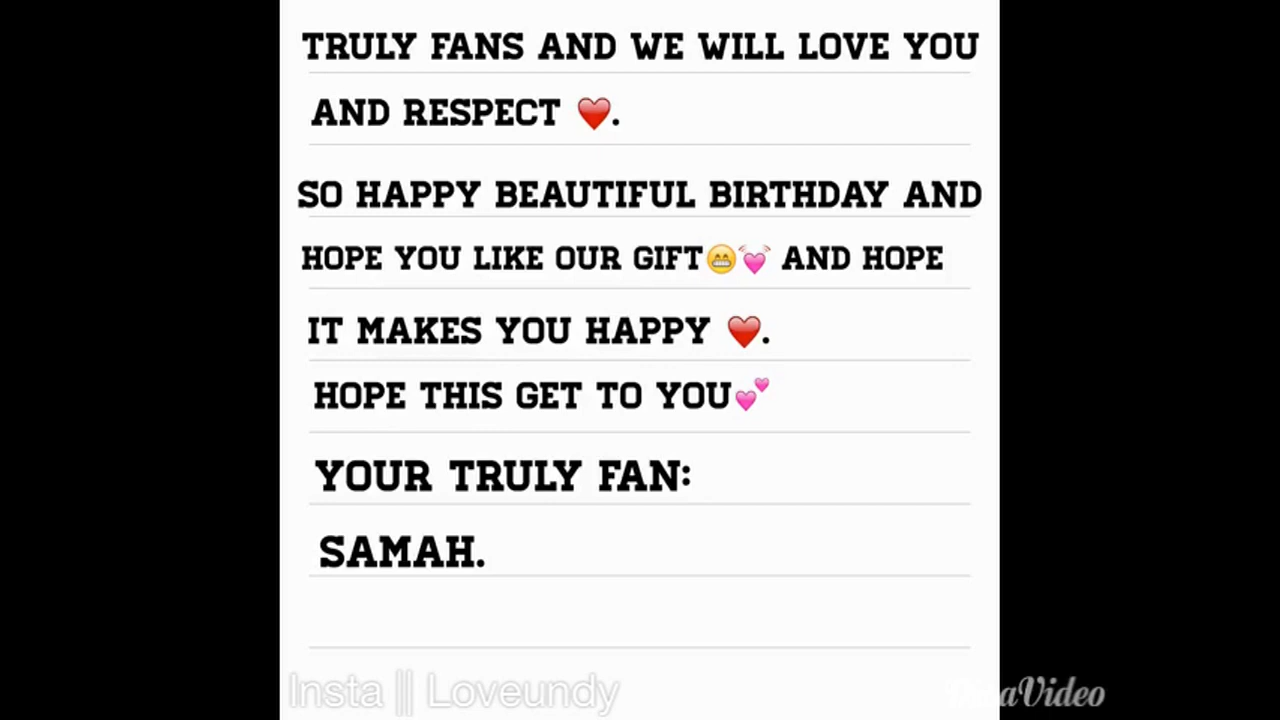 TRULY FANS AND WE WILL LOVE YOU
AND RESPECT ❤️.
SO HAPPY BEAUTIFUL BIRTHDAY AND
HOPE YOU LIKE OUR GIFT😁💓 AND HOPE
IT MAKES YOU HAPPY ❤️.
HOPE THIS GET TO YOU💕
YOUR TRULY FAN:
SAMAH.
Insta || Loveundy